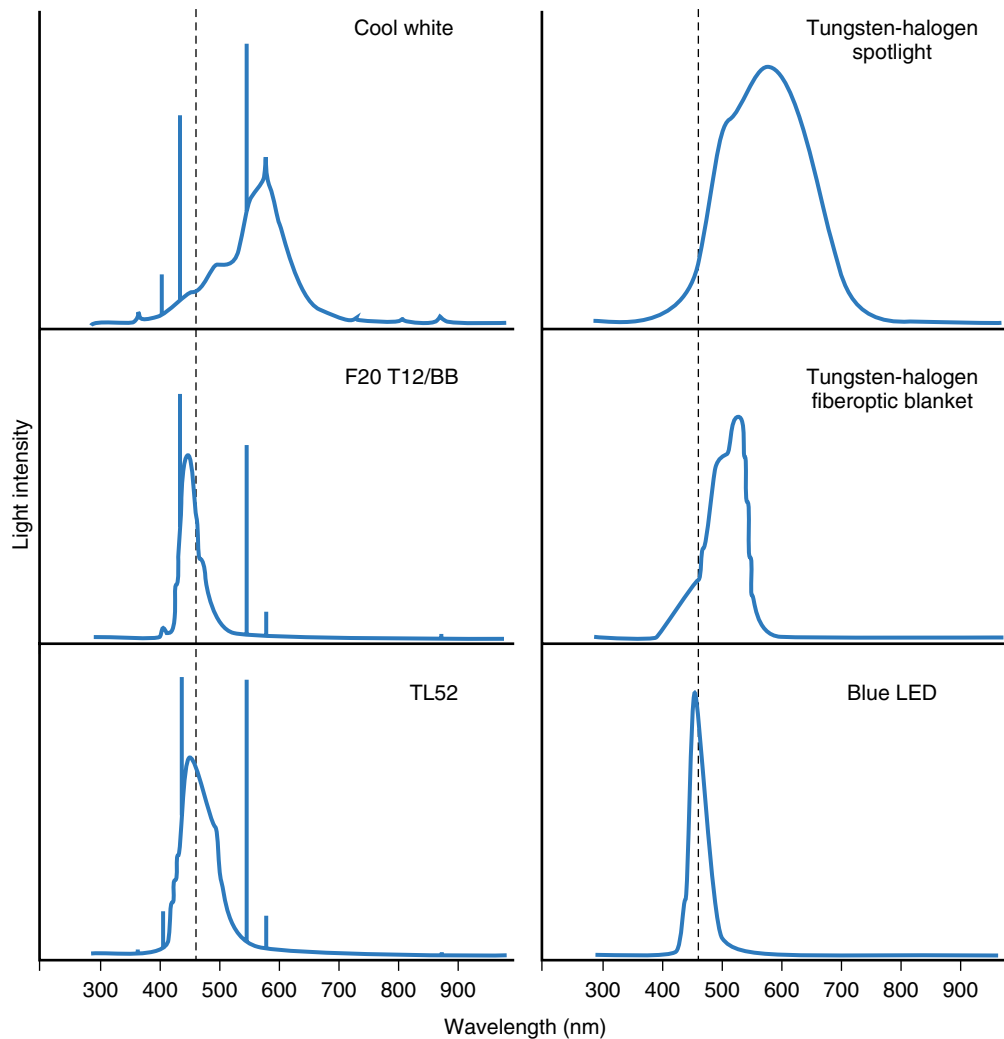 Cool white
Tungsten-halogen
spotlight
F20 T12/BB
Tungsten-halogen
fiberoptic blanket
Light intensity
TL52
Blue LED
300 400 500 600 700 800 900
300 400 500 600 700 800 900
Wavelength (nm)